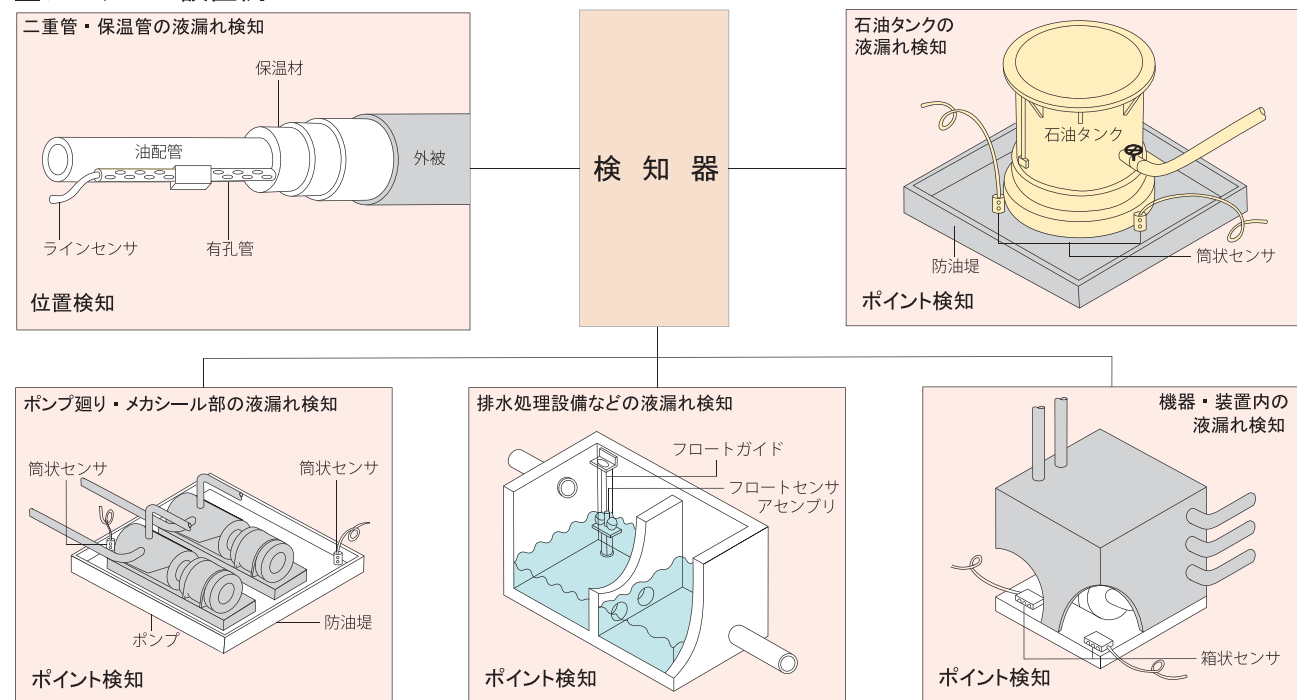 二重管・保温管の液漏れ検知
保温材
油配管
外被
ラインセンサ
有孔管
位置検知
検知器
石油タンクの
液漏れ検知
石油タンク
防油堤
筒状センサ
ポイント検知
ポンプ廻り・メカシール部の液漏れ検知
筒状センサ
筒状センサ
ポンプ
防油堤
ポイント検知
排水処理設備などの液漏れ検知
フロートガイド
フロートセンサ
アセンブリ
ポイント検知
機器・装置内の
液漏れ検知
箱状センサ
ポイント検知